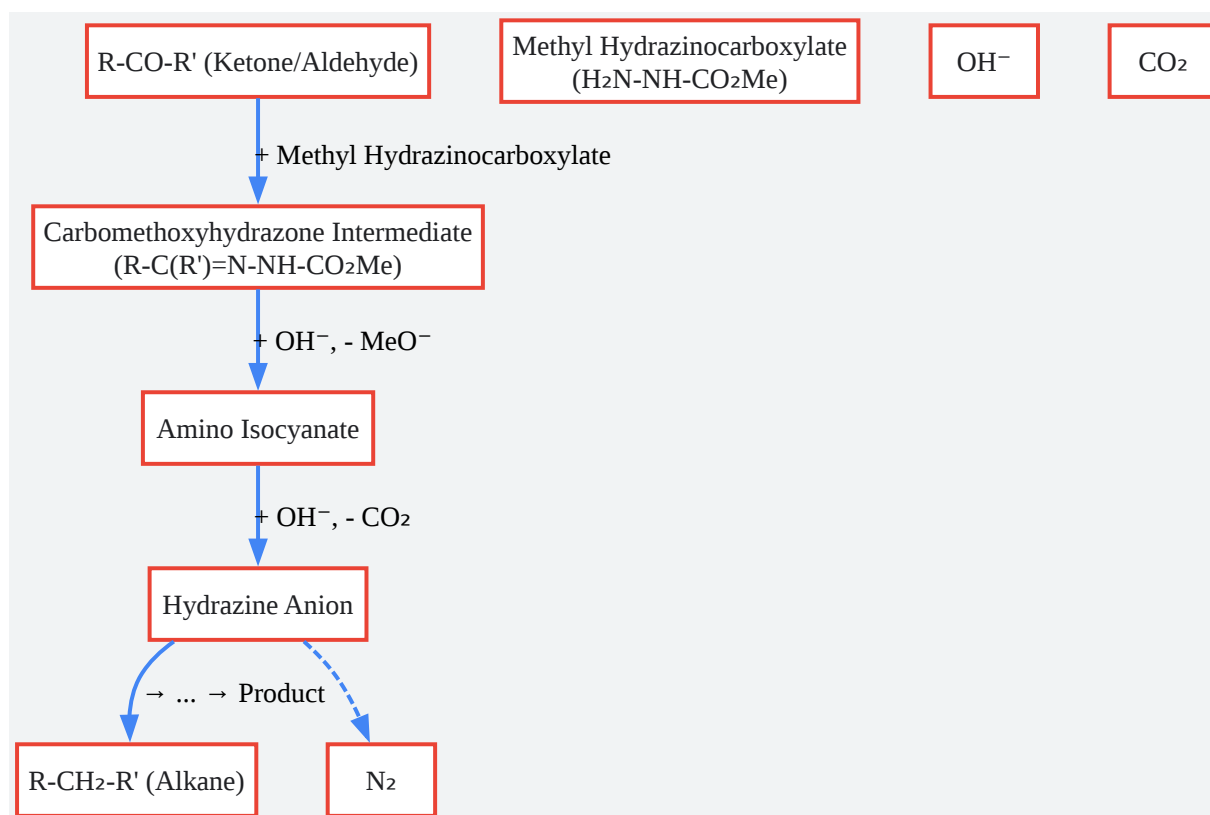 R-CO-R' (Ketone/Aldehyde)
Methyl Hydrazinocarboxylate
(H₂N-NH-CO₂Me)
OH⁻
CO₂
+ Methyl Hydrazinocarboxylate
Carbomethoxyhydrazone Intermediate
(R-C(R')=N-NH-CO₂Me)
+ OH⁻, - MeO⁻
Amino Isocyanate
+ OH⁻, - CO₂
Hydrazine Anion
→ ... → Product
R-CH₂-R' (Alkane)
N₂